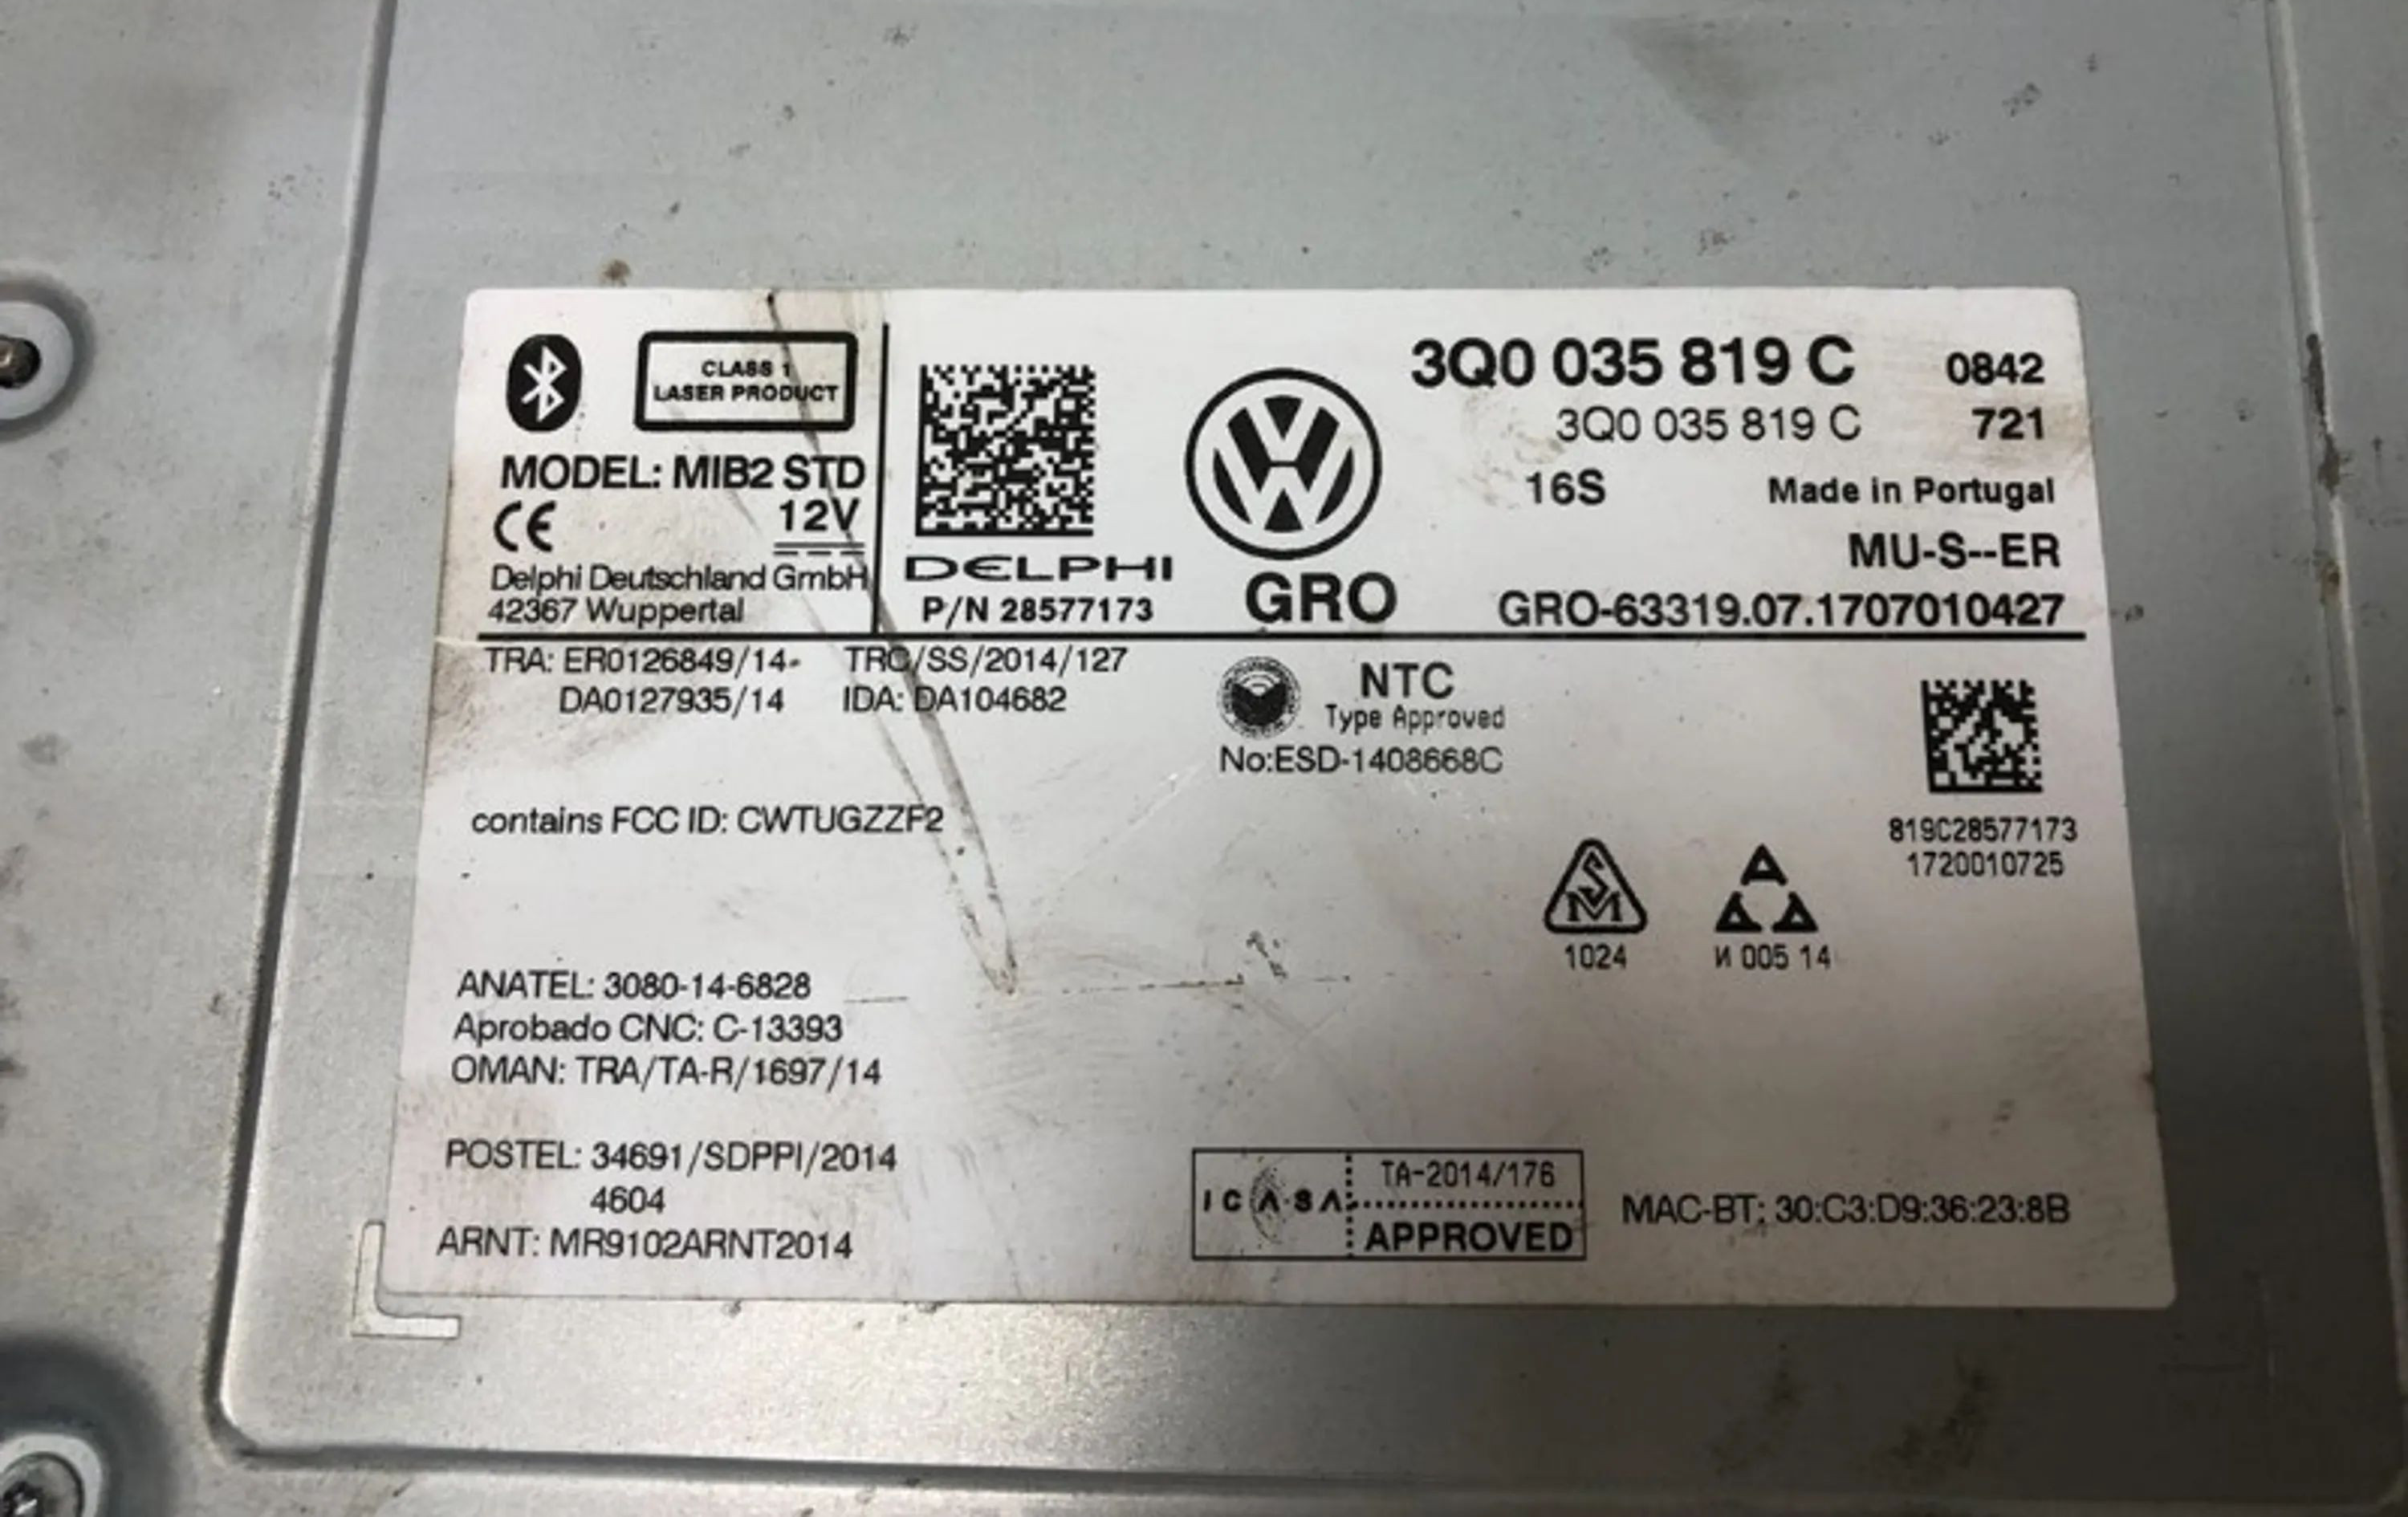 CLASS 1
LASER PRODUCT
MODEL: MIB2 STD
12V
Delphi Deutschland GmbH
42367 Wuppertal
DELPHI
P/N 28577173
GRO
3Q0 035 819 C 0842
3Q0 035 819 C 721
16S Made in Portugal
MU-S--ER
GRO-63319.07.1707010427
TRA: ER0126849/14 TRC/SS/2014/127
DA0127935/14 IDA: DA104682
contains FCC ID: CWTUGZZF2
NTC
Type Approved
No:ESD-1408668C
819C28577173
1720010725
1024
И 005 14
ANATEL: 3080-14-6828
Aprobado CNC: C-13393
OMAN: TRA/TA-R/1697/14
POSTEL: 34691/SDPPI/2014
4604
ARNT: MR9102ARNT2014
ICASA TA-2014/176
APPROVED
MAC-BT: 30:C3:D9:36:23:8B